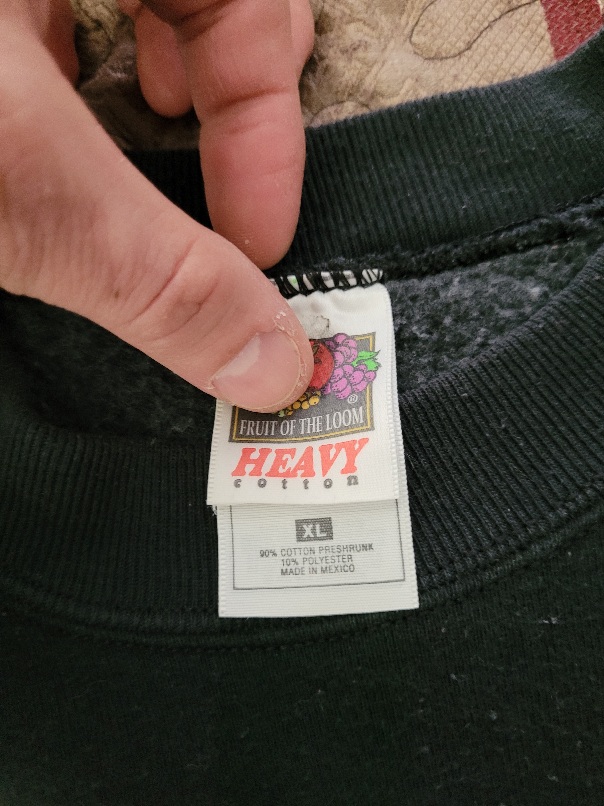 ®
FRUIT OF THE LOOM
HEAVY
cotton
XL
90% COTTON PRESHRUNK
10% POLYESTER
MADE IN MEXICO